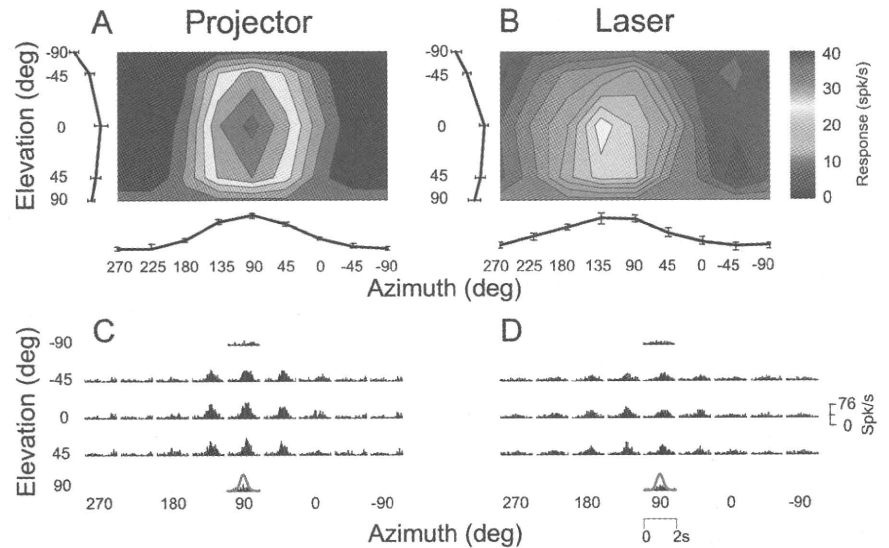 A Projector
B Laser
Elevation (deg)
-90
-45
0
45
90
-90
-45
0
45
90
40
30
20
10
0
Response (spk/s)
270 225 180 135 90 45 0 -45 -90
270 225 180 135 90 45 0 -45 -90
Azimuth (deg)
C
D
Elevation (deg)
-90
-45
0
45
90
76
0
Spk/s
270 180 90 0 -90
270 180 90 0 -90
Azimuth (deg)
0 2s